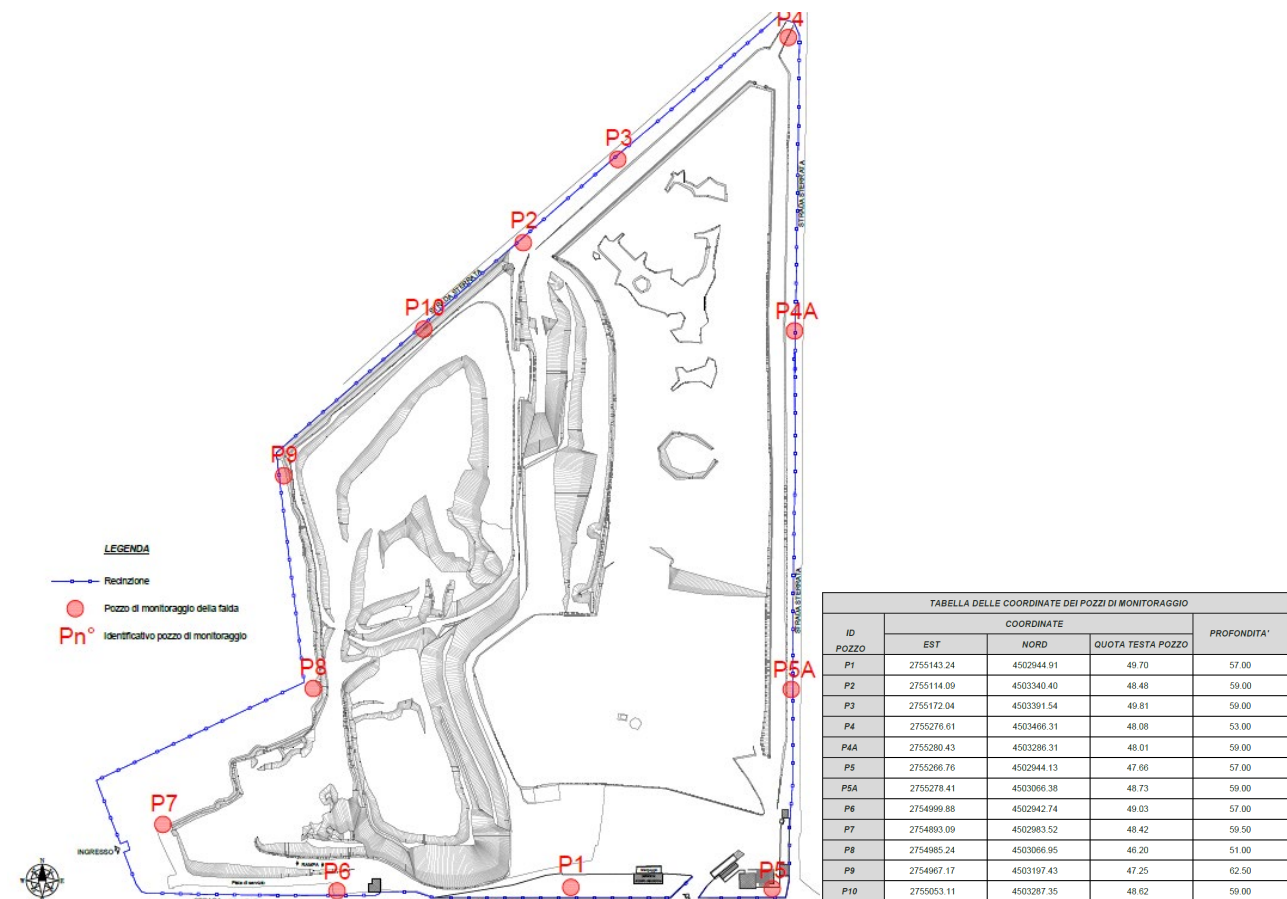 P4
P3
STRADA STERRATA
P2
STRADA STERRATA
P10
P4A
P9
LEGENDA
Recinzione
Pozzo di monitoraggio della falda
Pn° Identificativo pozzo di monitoraggio
STRADA STERRATA
P8
P5A
P7
INGRESSO
RAMPA
P6
P1
P5
N
TABELLA DELLE COORDINATE DEI POZZI DI MONITORAGGIO
ID POZZO COORDINATE PROFONDITA'
EST NORD QUOTA TESTA POZZO
P1 2755143.24 4502944.91 49.70 57.00
P2 2755114.09 4503340.40 48.48 59.00
P3 2755172.04 4503391.54 49.81 59.00
P4 2755276.61 4503466.31 48.08 53.00
P4A 2755280.43 4503286.31 48.01 59.00
P5 2755266.76 4502944.13 47.66 57.00
P5A 2755278.41 4503066.38 48.73 59.00
P6 2754999.88 4502942.74 49.03 57.00
P7 2754893.09 4502983.52 48.42 59.50
P8 2754985.24 4503066.95 46.20 51.00
P9 2754967.17 4503197.43 47.25 62.50
P10 2755053.11 4503287.35 48.62 59.00